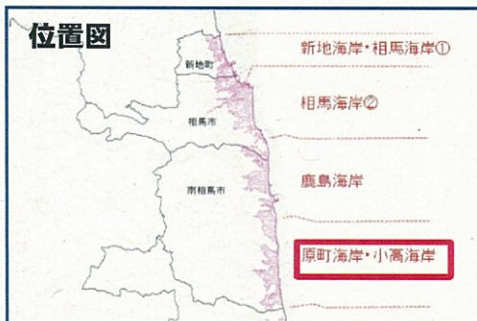 位置図
新地町
新地海岸・相馬海岸①
相馬市
相馬海岸②
南相馬市
鹿島海岸
原町海岸・小高海岸